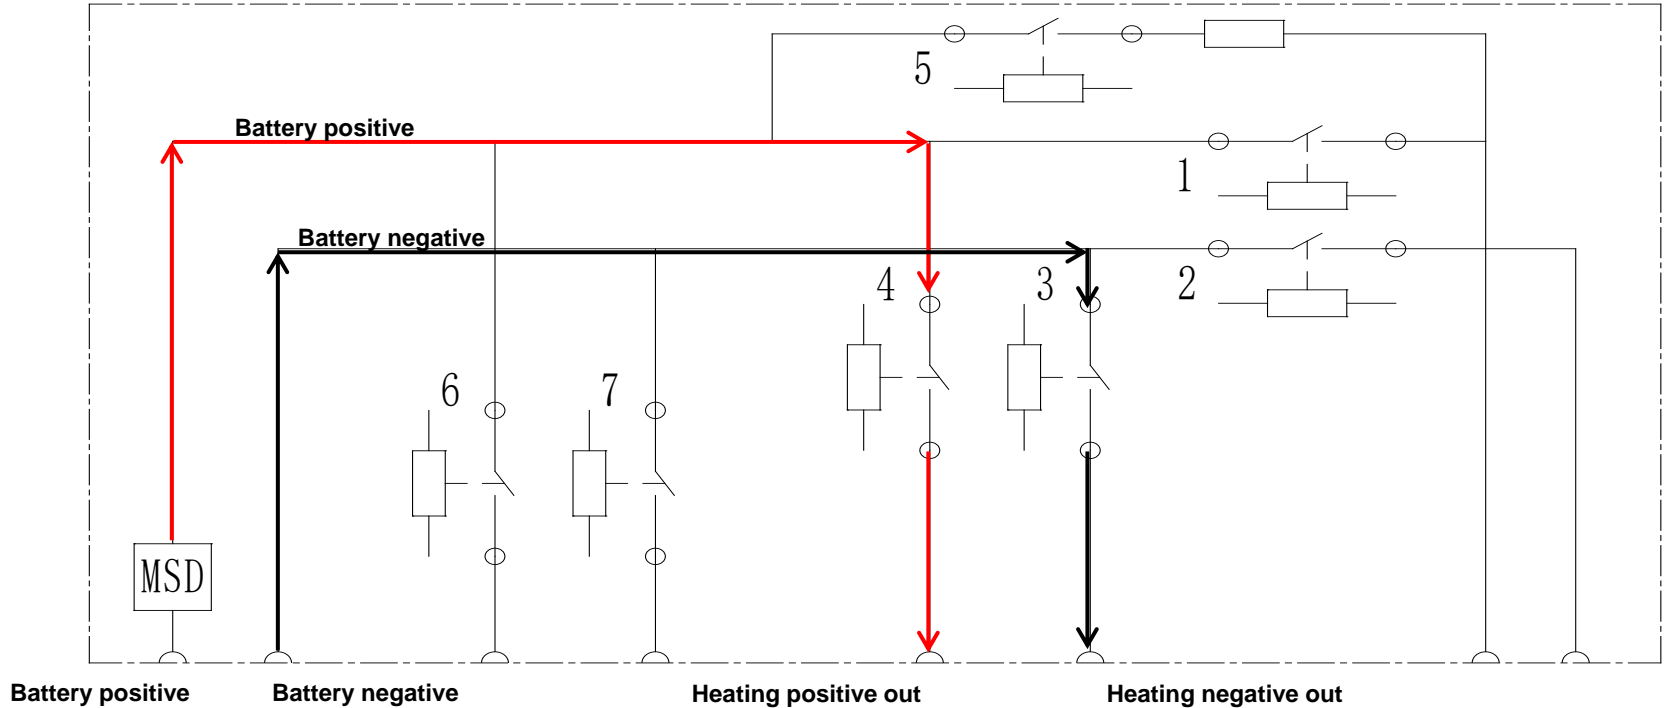 5
Battery positive
1
Battery negative
4
3
2
6
7
MSD
Battery positive
Battery negative
Heating positive out
Heating negative out